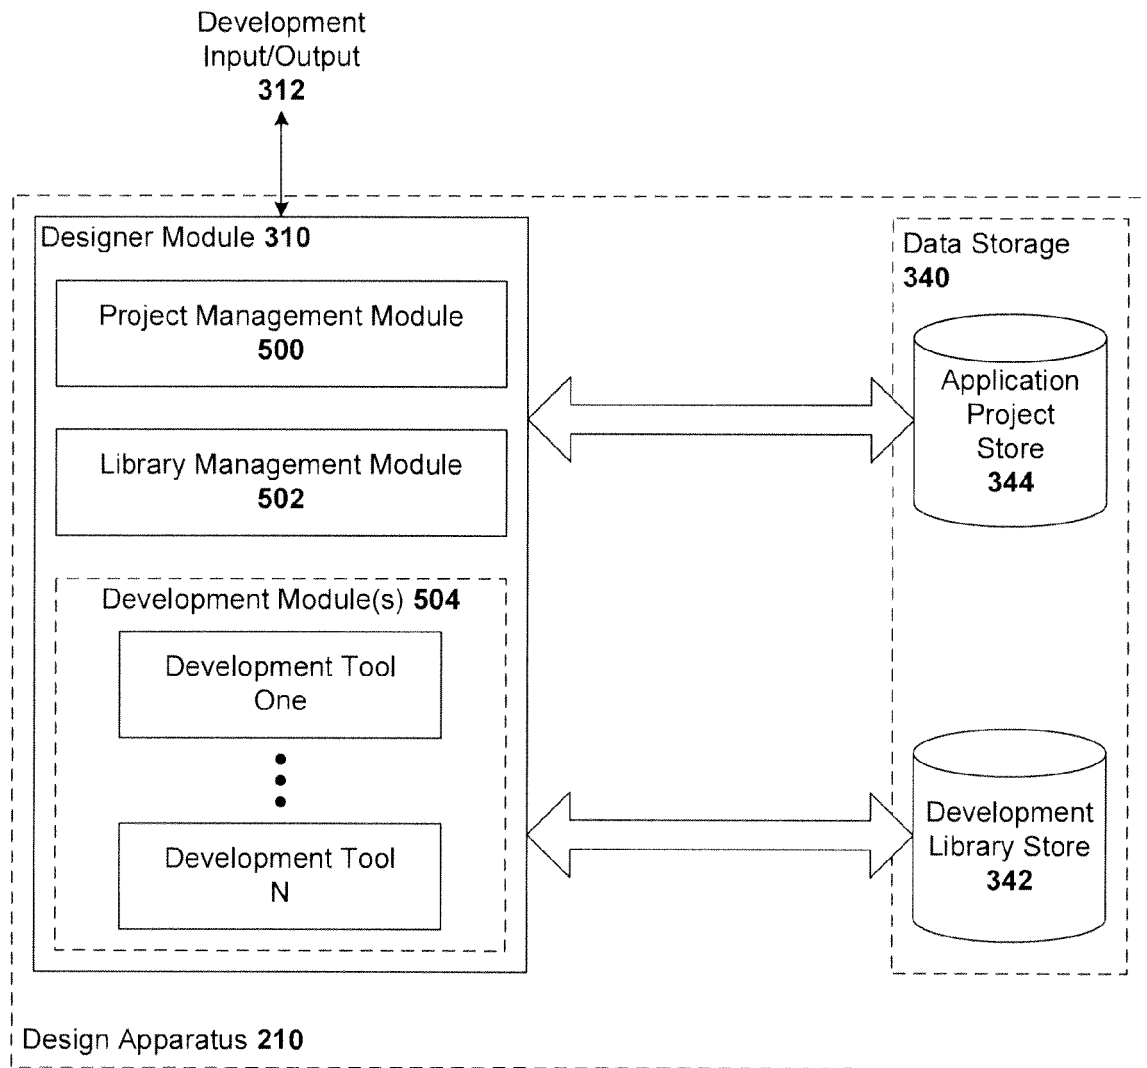 Development
Input/Output
312
Designer Module 310
Project Management Module
500
Library Management Module
502
Development Module(s) 504
Development Tool
One
Development Tool
N
Data Storage
340
Application
Project
Store
344
Development
Library Store
342
Design Apparatus 210